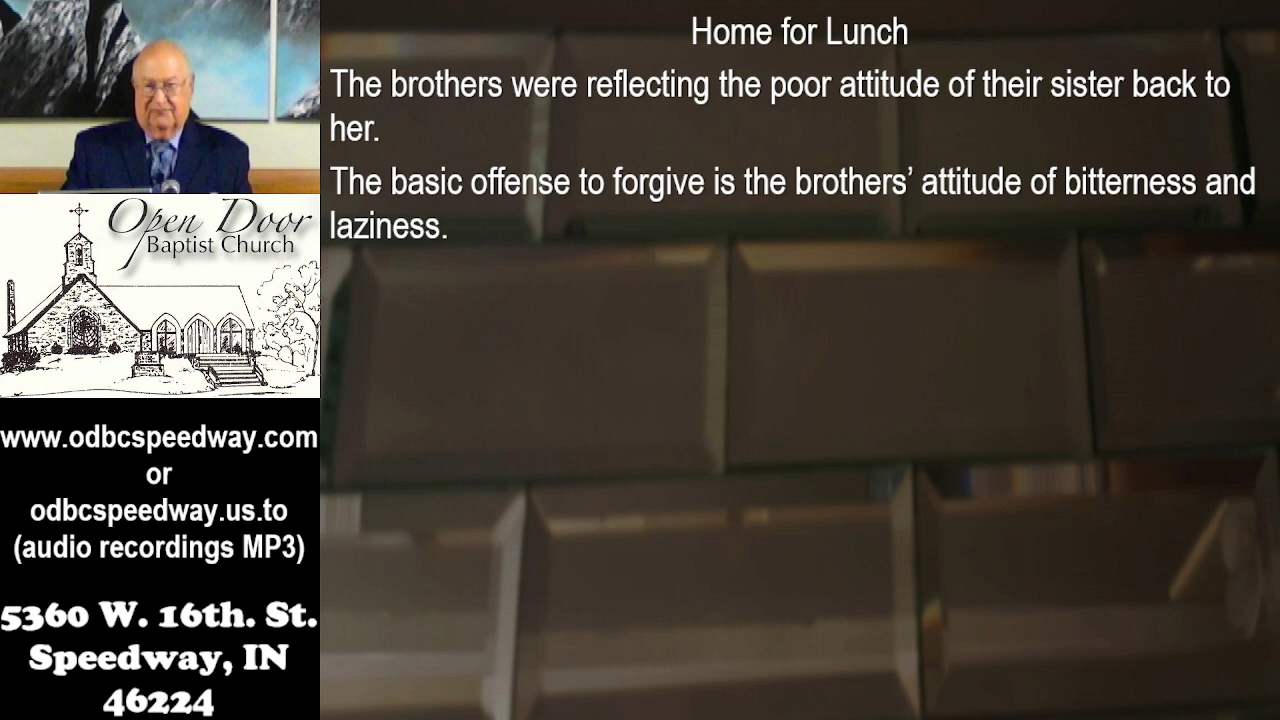 Home for Lunch
The brothers were reflecting the poor attitude of their sister back to
her.
The basic offense to forgive is the brothers’ attitude of bitterness and
laziness.
Open Door
Baptist Church
www.odbcspeedway.com
or
odbcspeedway.us.to
(audio recordings MP3)
5360 W. 16th. St.
Speedway, IN
46224